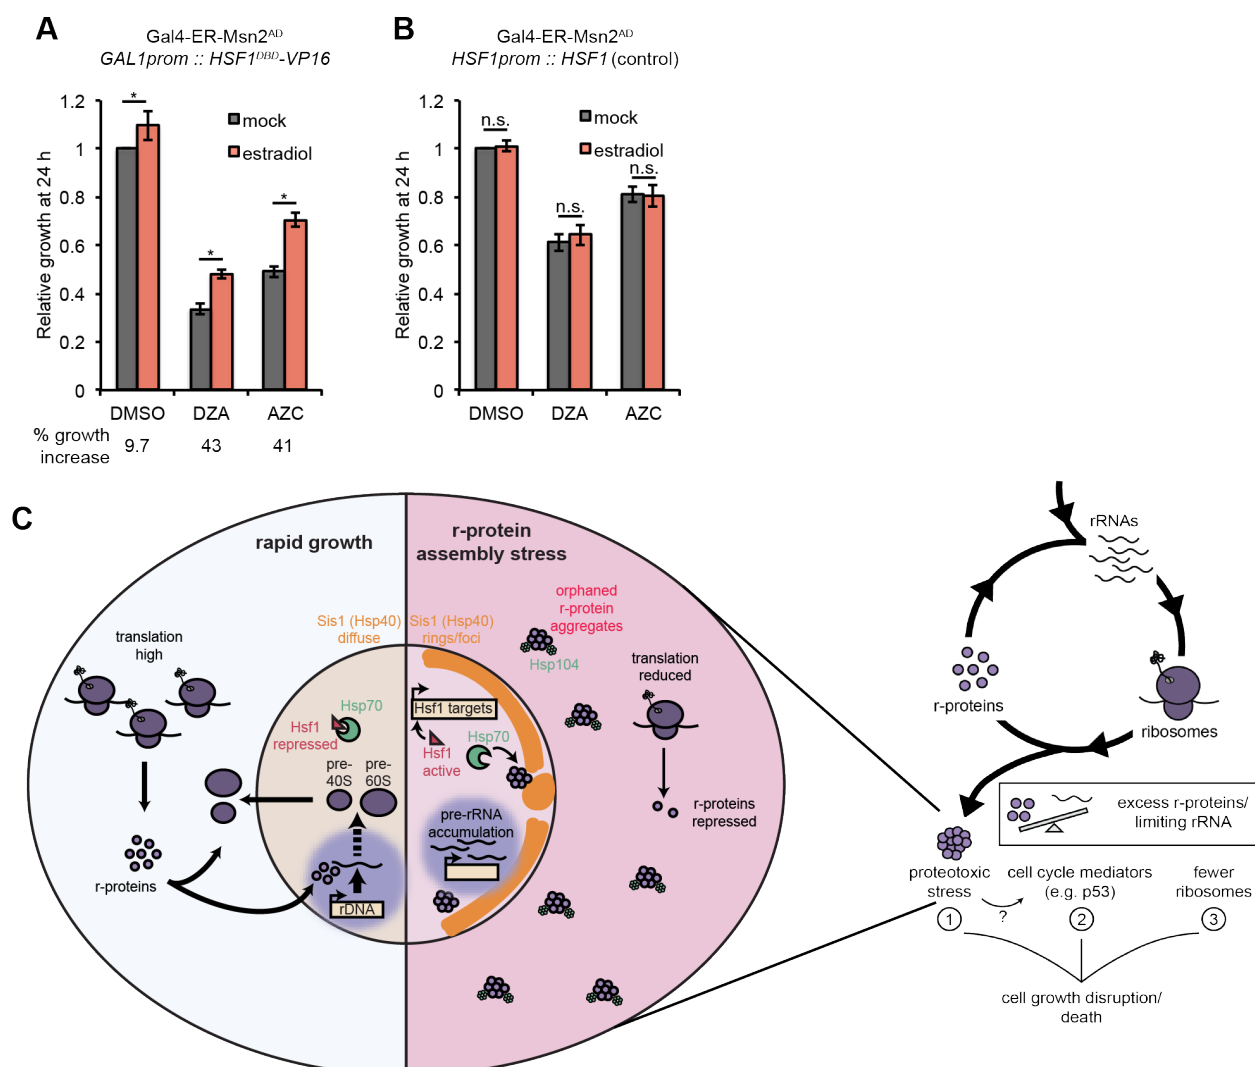 A
Gal4-ER-Msn2ᴬᴰ
GAL1prom :: HSF1ᴰᴮᴰ-VP16
Relative growth at 24 h
1.2
1
0.8
0.6
0.4
0.2
0
*
*
*
mock
estradiol
DMSO
DZA
AZC
% growth
increase
9.7
43
41
B
Gal4-ER-Msn2ᴬᴰ
HSF1prom :: HSF1 (control)
Relative growth at 24 h
1.2
1
0.8
0.6
0.4
0.2
0
n.s.
n.s.
n.s.
mock
estradiol
DMSO
DZA
AZC
C
rapid growth
r-protein
assembly stress
translation
high
Sis1 (Hsp40)
diffuse
Sis1 (Hsp40)
rings/foci
orphaned
r-protein
aggregates
Hsp104
translation
reduced
Hsp70
Hsf1
repressed
pre-
40S
pre-
60S
Hsf1 targets
Hsf1
active
Hsp70
pre-rRNA
accumulation
r-proteins
repressed
r-proteins
rDNA
rRNAs
r-proteins
ribosomes
excess r-proteins/
limiting rRNA
proteotoxic
stress
cell cycle mediators
(e.g. p53)
fewer
ribosomes
1
?
2
3
cell growth disruption/
death